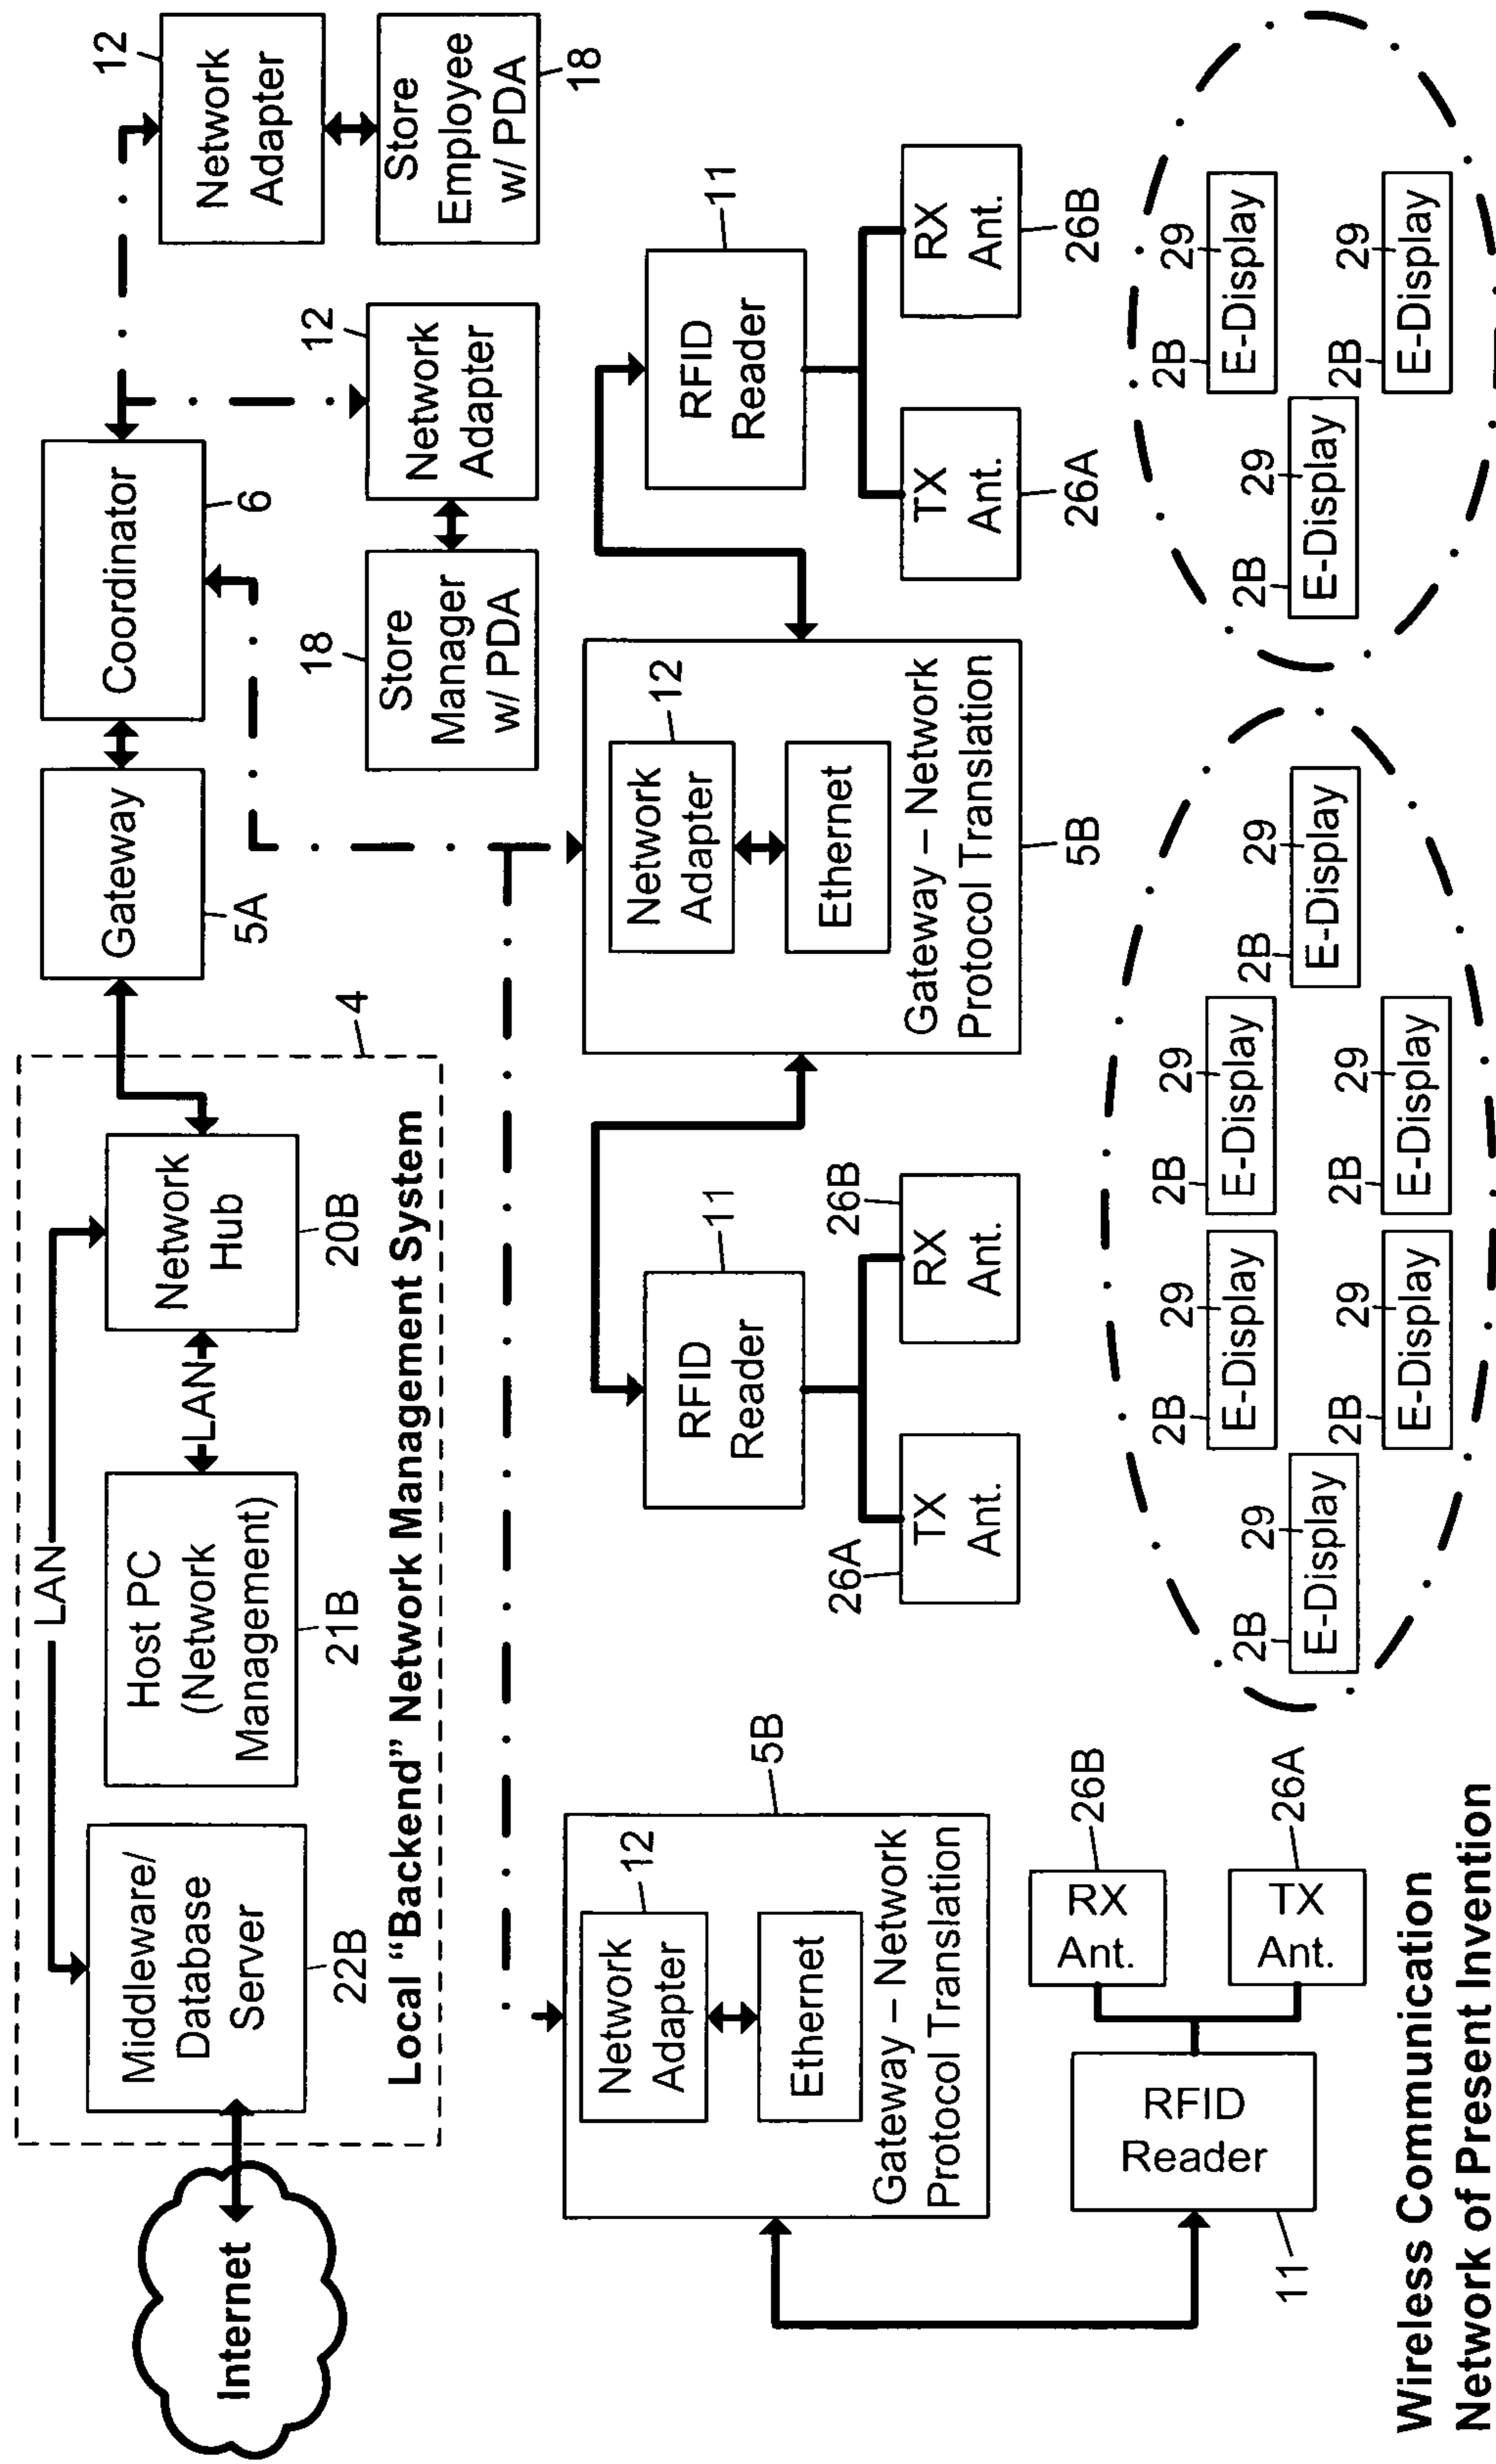 LAN
Internet
Middleware/
Database
Server
22B
Host PC
(Network
Management)
21B
LAN
Network
Hub
20B
4
Local “Backend” Network Management System
Gateway
5A
Coordinator
6
12
Network
Adapter
Store
Employee
w/ PDA
18
12
Network
Adapter
18
Store
Manager
w/ PDA
5B
12
Network
Adapter
Ethernet
Gateway – Network
Protocol Translation
RFID
Reader
11
RX
Ant.
26B
TX
Ant.
26A
RFID
Reader
11
TX
Ant.
26A
RX
Ant.
26B
12
Network
Adapter
Ethernet
Gateway – Network
Protocol Translation
5B
RFID
Reader
11
TX
Ant.
26A
RX
Ant.
26B
2B
29
E-Display
2B
29
E-Display
2B
29
E-Display
2B
29
E-Display
2B
29
E-Display
2B
29
E-Display
2B
29
E-Display
2B
29
E-Display
2B
29
E-Display
Wireless Communication
Network of Present Invention